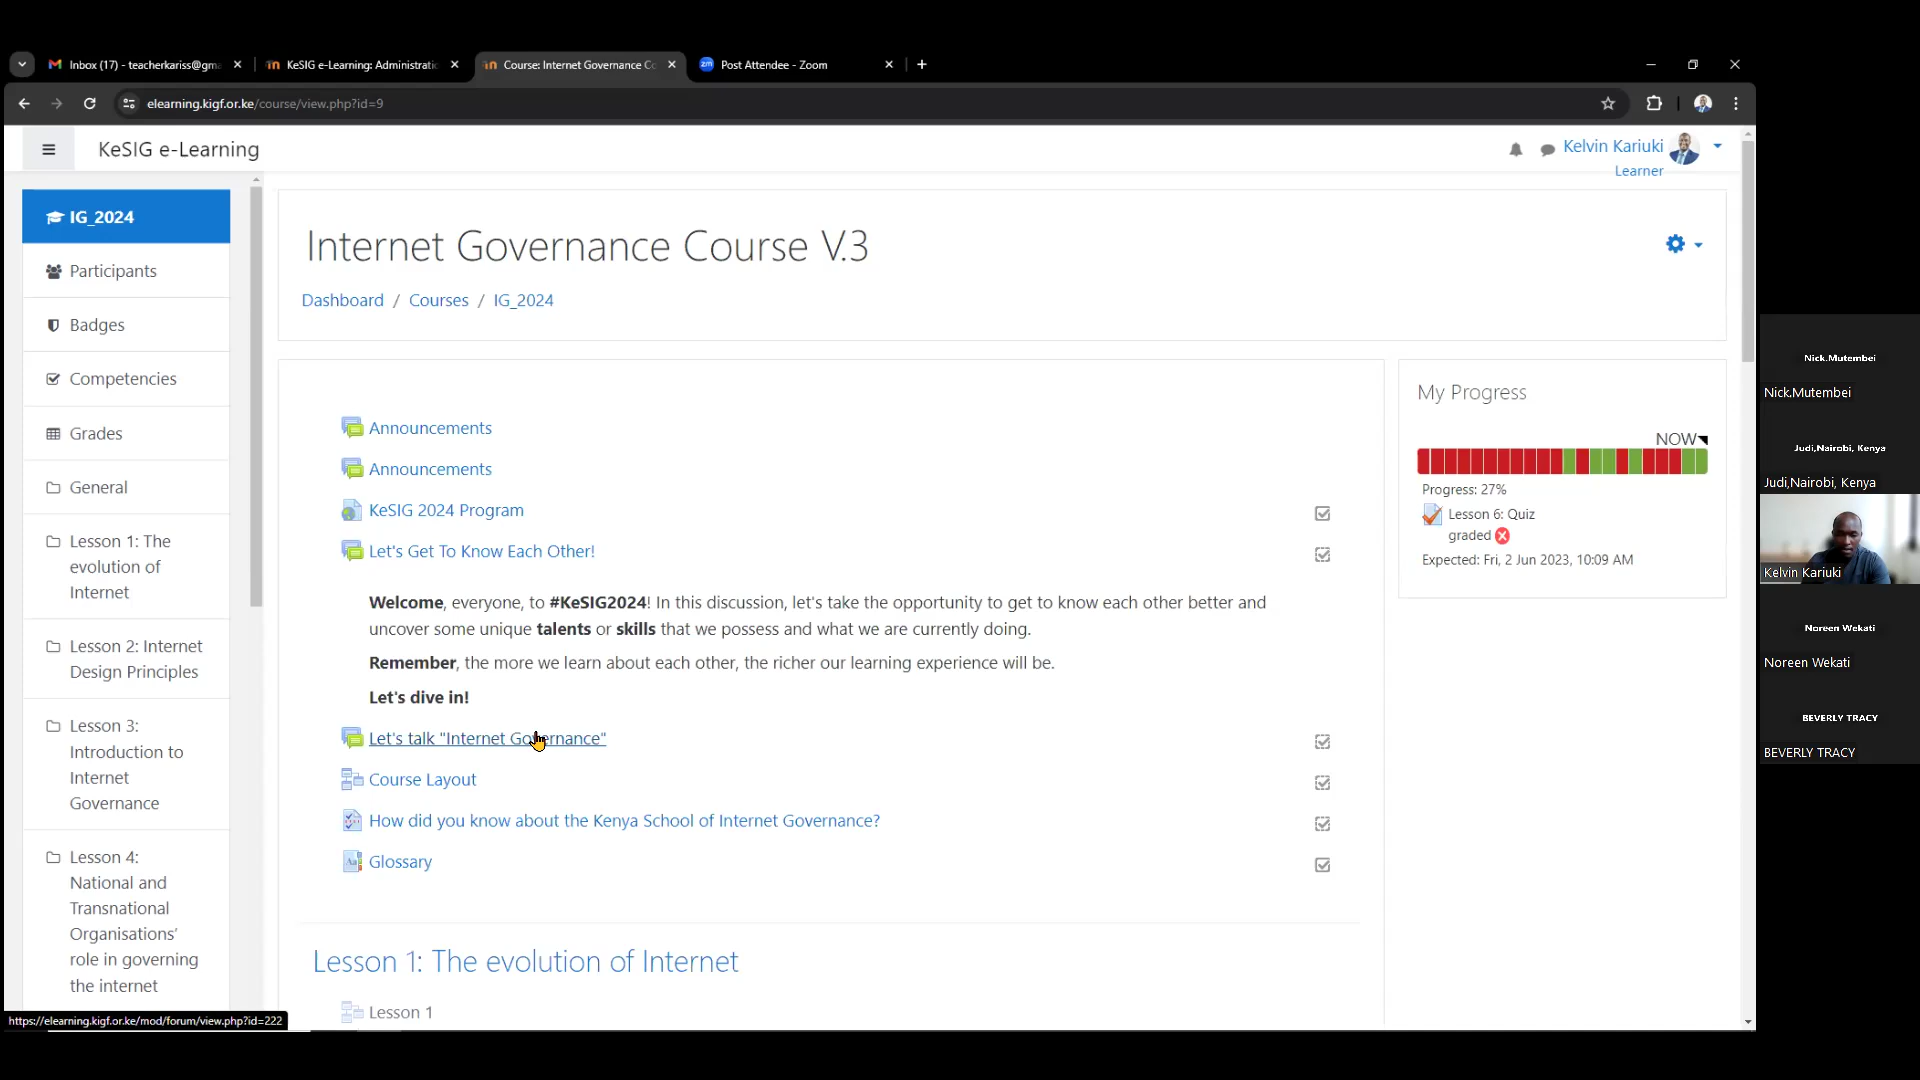 Inbox (17) - teacherkariss@gma
KeSIG e-Learning: Administratio
Course: Internet Governance Co
Post Attendee - Zoom
elearning.kigf.or.ke/course/view.php?id=9
KeSIG e-Learning
Kelvin Kariuki
Learner
IG_2024
Participants
Badges
Competencies
Grades
General
Lesson 1: The
evolution of
Internet
Lesson 2: Internet
Design Principles
Lesson 3:
Introduction to
Internet
Governance
Lesson 4:
National and
Transnational
Organisations’
role in governing
the internet
https://elearning.kigf.or.ke/mod/forum/view.php?id=222
Internet Governance Course V.3
Dashboard / Courses / IG_2024
Announcements
Announcements
KeSIG 2024 Program
Let's Get To Know Each Other!
Welcome, everyone, to #KeSIG2024! In this discussion, let's take the opportunity to get to know each other better and
uncover some unique talents or skills that we possess and what we are currently doing.
Remember, the more we learn about each other, the richer our learning experience will be.
Let's dive in!
Let's talk "Internet Governance"
Course Layout
How did you know about the Kenya School of Internet Governance?
Glossary
Lesson 1: The evolution of Internet
Lesson 1
My Progress
NOW
Progress: 27%
Lesson 6: Quiz
graded
Expected: Fri, 2 Jun 2023, 10:09 AM
Nick.Mutembei
Nick.Mutembei
Judi,Nairobi, Kenya
Judi,Nairobi, Kenya
Kelvin Kariuki
Noreen Wekati
Noreen Wekati
BEVERLY TRACY
BEVERLY TRACY